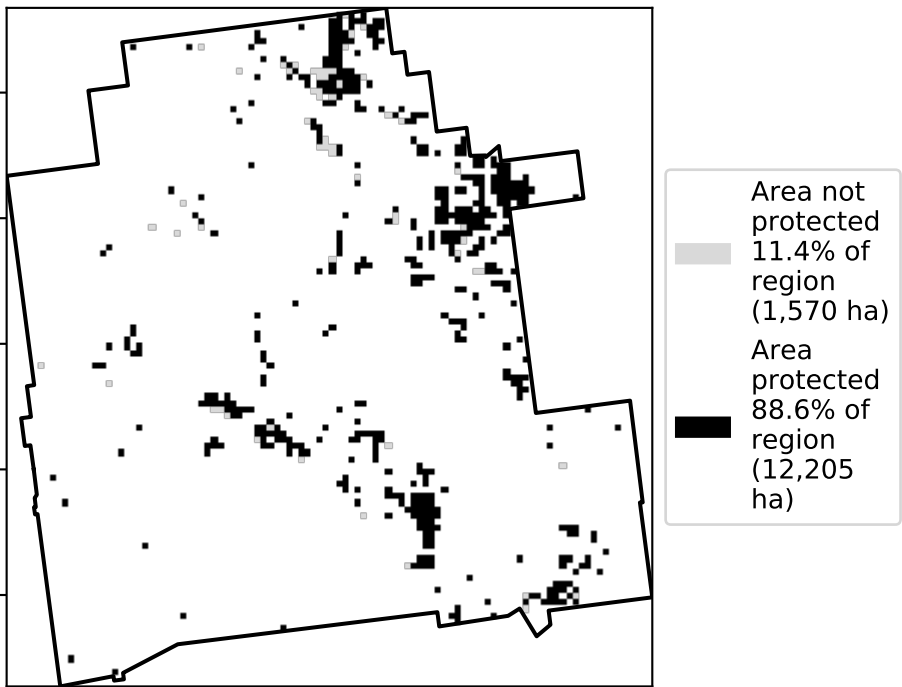 Area not
protected
11.4% of
region
(1,570 ha)
Area
protected
88.6% of
region
(12,205
ha)